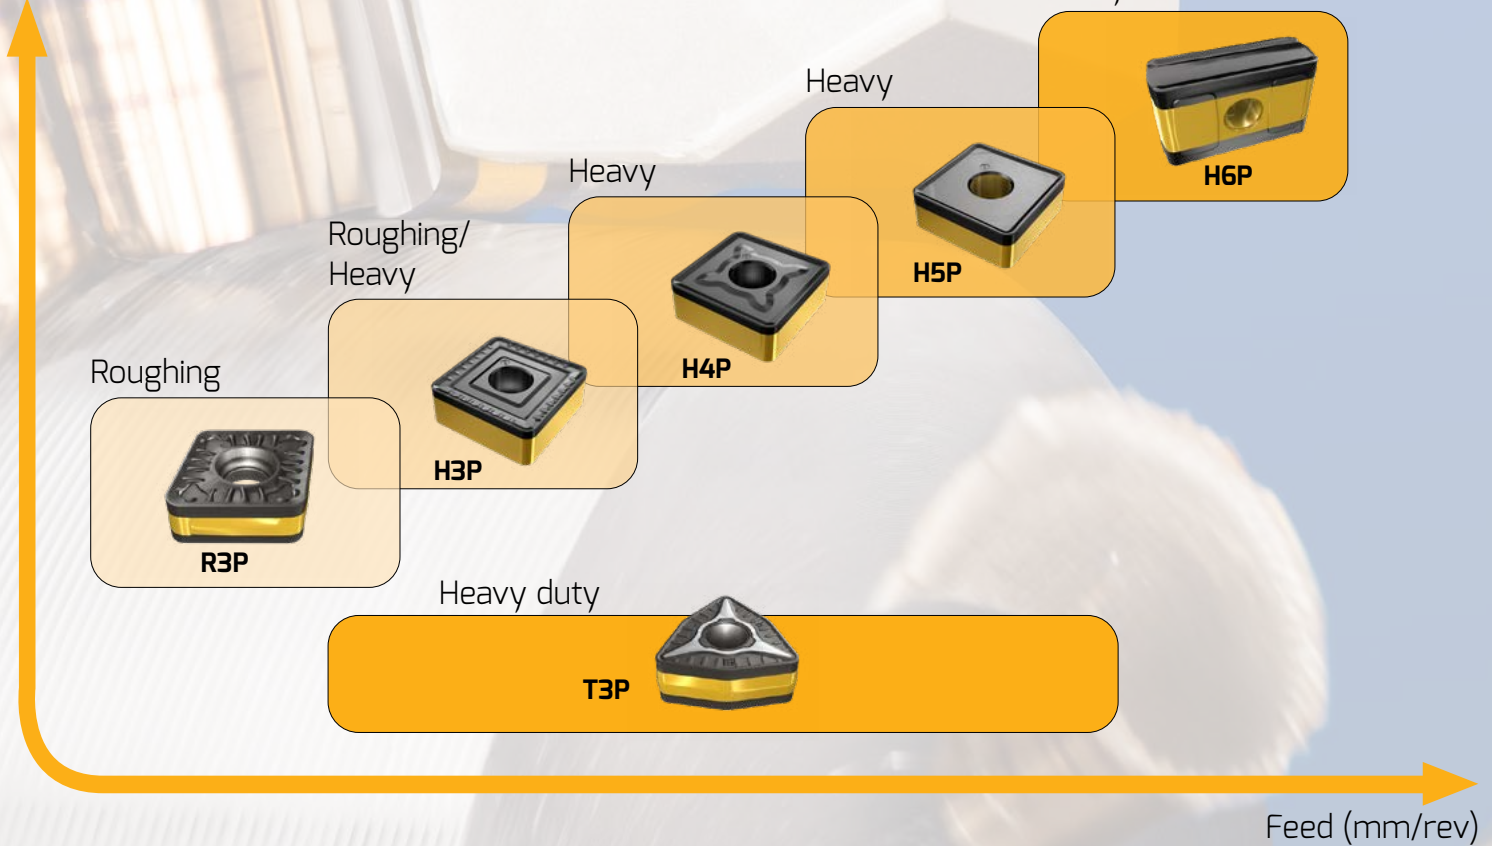 Heavy
H6P
Heavy
H5P
Roughing/
Heavy
H4P
Roughing
H3P
R3P
Heavy duty
T3P
Feed (mm/rev)